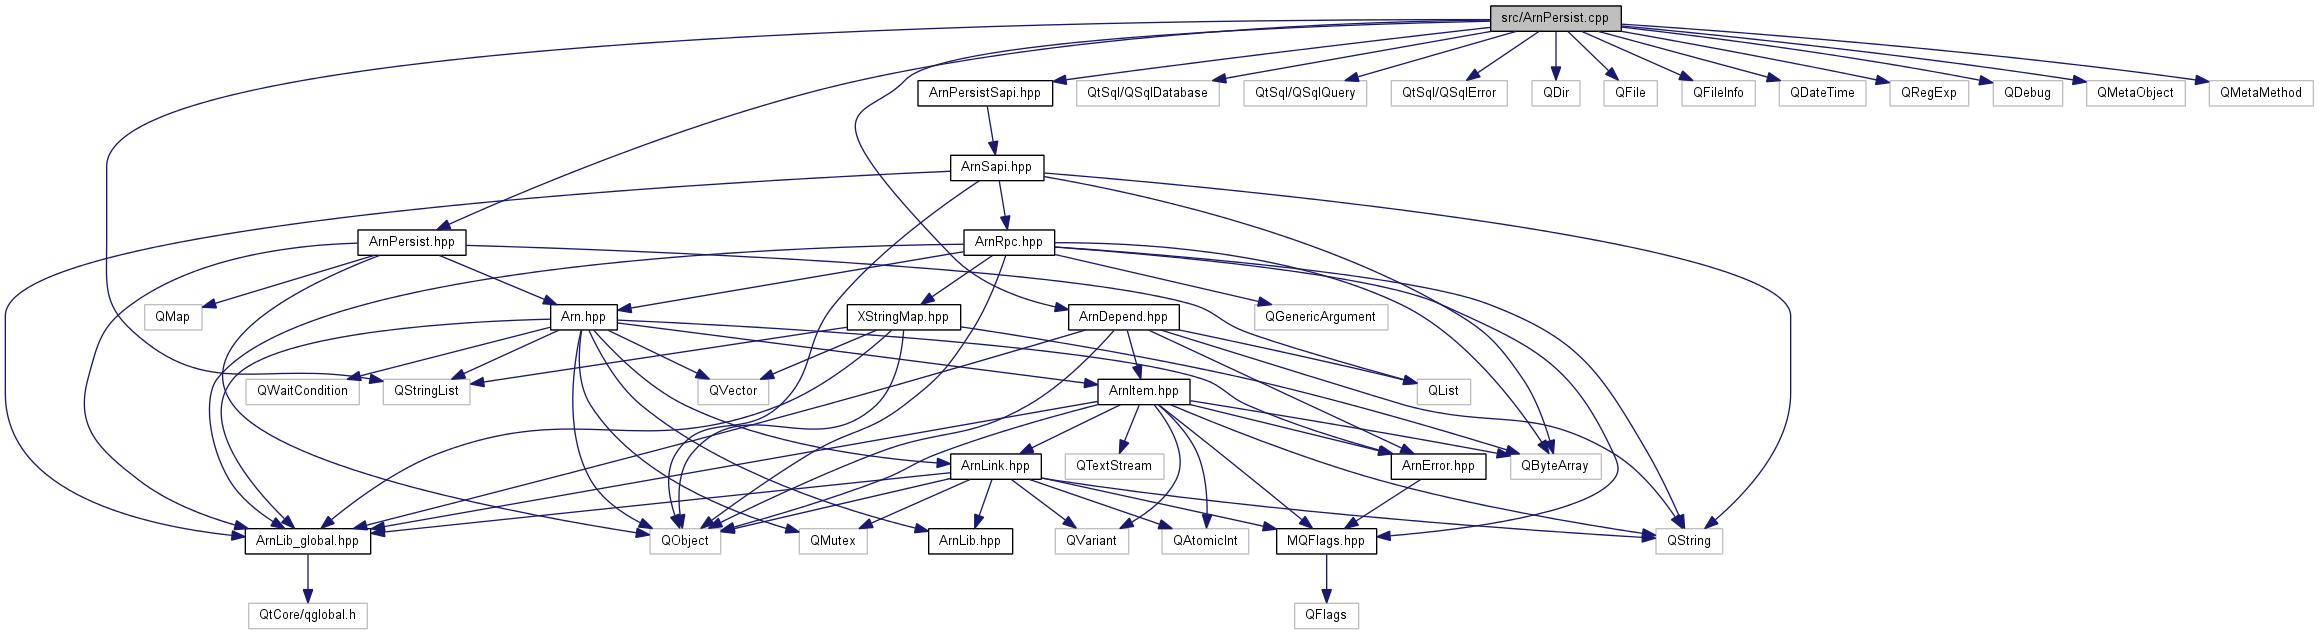 src/ArnPersist.cpp
ArnPersistSapi.hpp
QtSql/QSqlDatabase
QtSql/QSqlQuery
QtSql/QSqlError
QDir
QFile
QFileInfo
QDateTime
QRegExp
QDebug
QMetaObject
QMetaMethod
ArnSapi.hpp
ArnPersist.hpp
ArnRpc.hpp
QMap
Arn.hpp
XStringMap.hpp
ArnDepend.hpp
QGenericArgument
QWaitCondition
QStringList
QVector
ArnItem.hpp
QList
ArnLink.hpp
QTextStream
ArnError.hpp
QByteArray
ArnLib_global.hpp
QObject
QMutex
ArnLib.hpp
QVariant
QAtomicInt
MQFlags.hpp
QString
QtCore/qglobal.h
QFlags